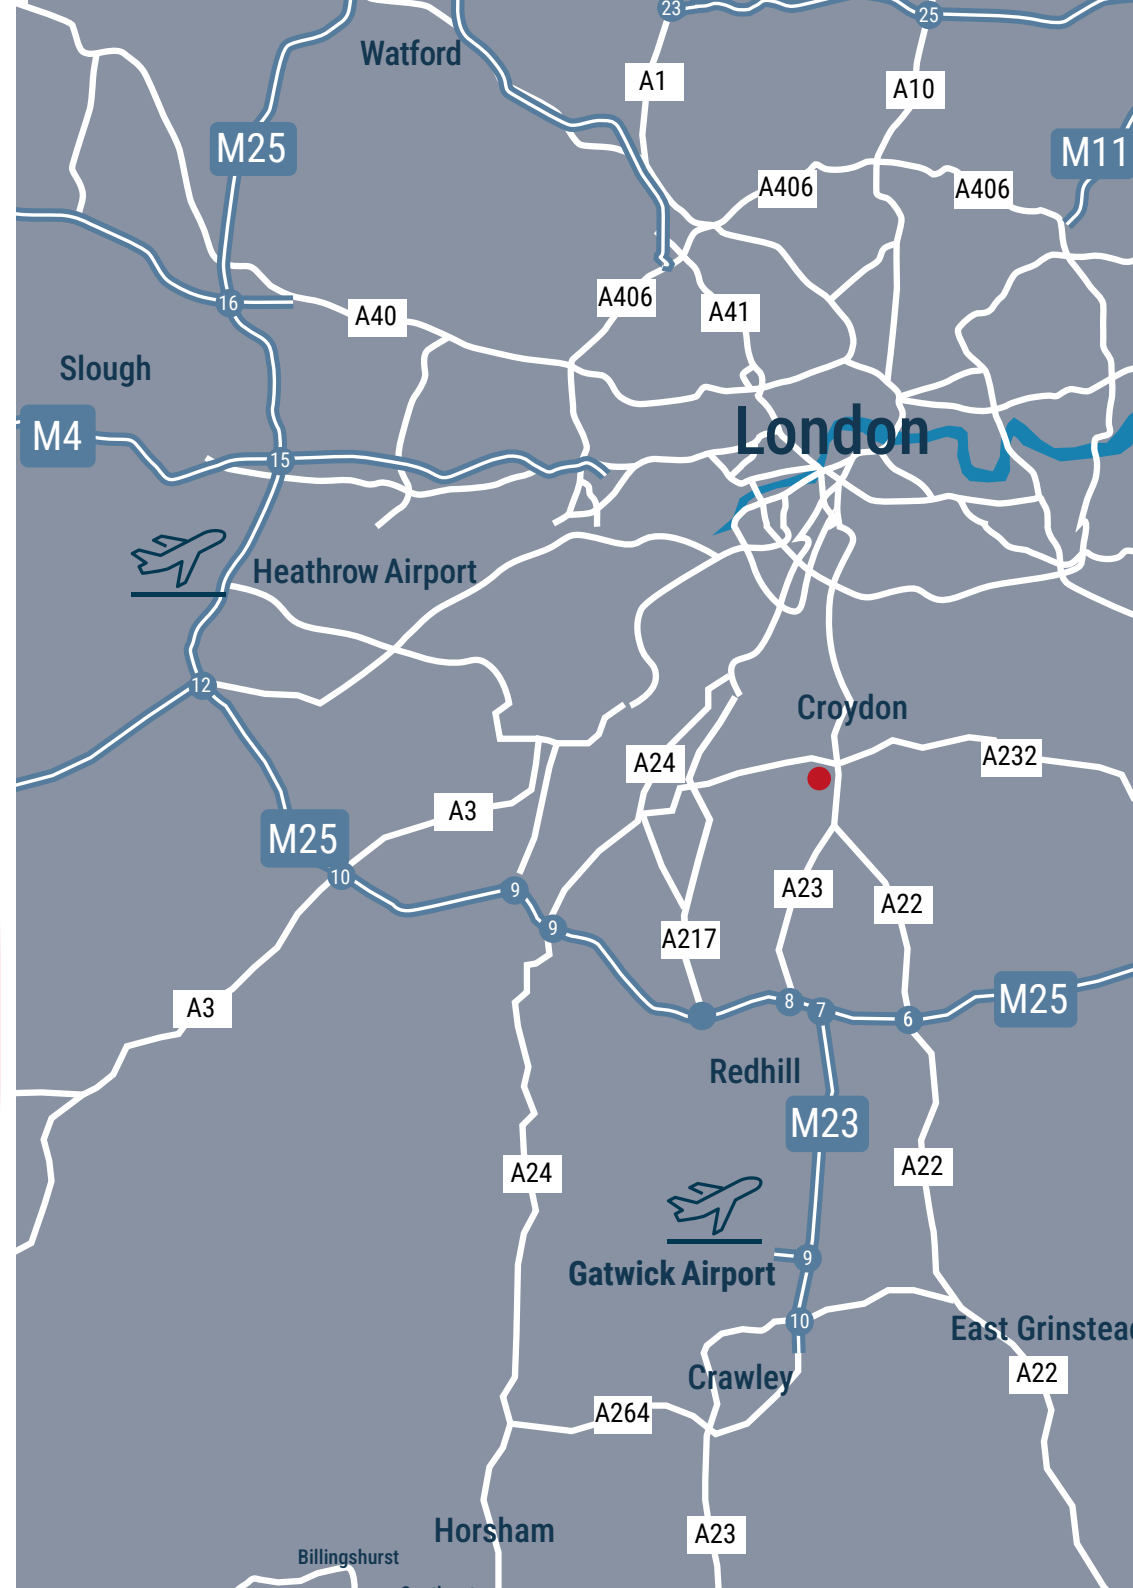 23
25
Watford
A1
A10
M25
M11
A406
A406
A406
A41
16
A40
Slough
M4
London
15
Heathrow Airport
12
Croydon
A24
A232
A3
M25
10
9
A23
A22
9
A217
A3
8
7
6
M25
Redhill
M23
A24
A22
9
Gatwick Airport
10
East Grinstead
A22
Crawley
A264
Horsham
A23
Billingshurst